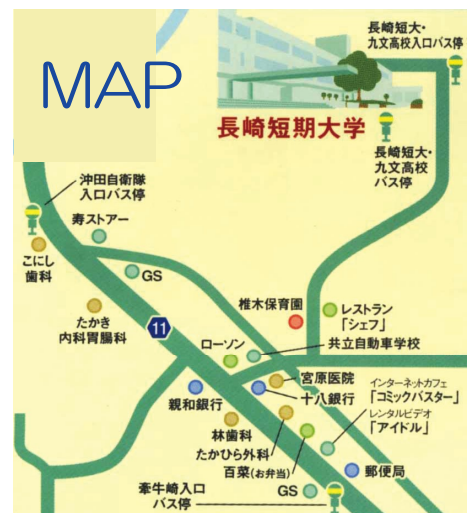 MAP
長崎短大・
九文高校入口バス停
長崎短期大学
長崎短大・
九文高校
バス停
沖田自衛隊
入口バス停
寿ストアー
こにし
歯科
GS
たかき
内科胃腸科
11
椎木保育園
レストラン
「シェフ」
ローソン
共立自動車学校
宮原医院
親和銀行
十八銀行
インターネットカフェ
「コミックバスター」
レンタルビデオ
「アイドル」
林歯科
たかひら外科
百菜(お弁当)
郵便局
牽牛崎入口
バス停
GS